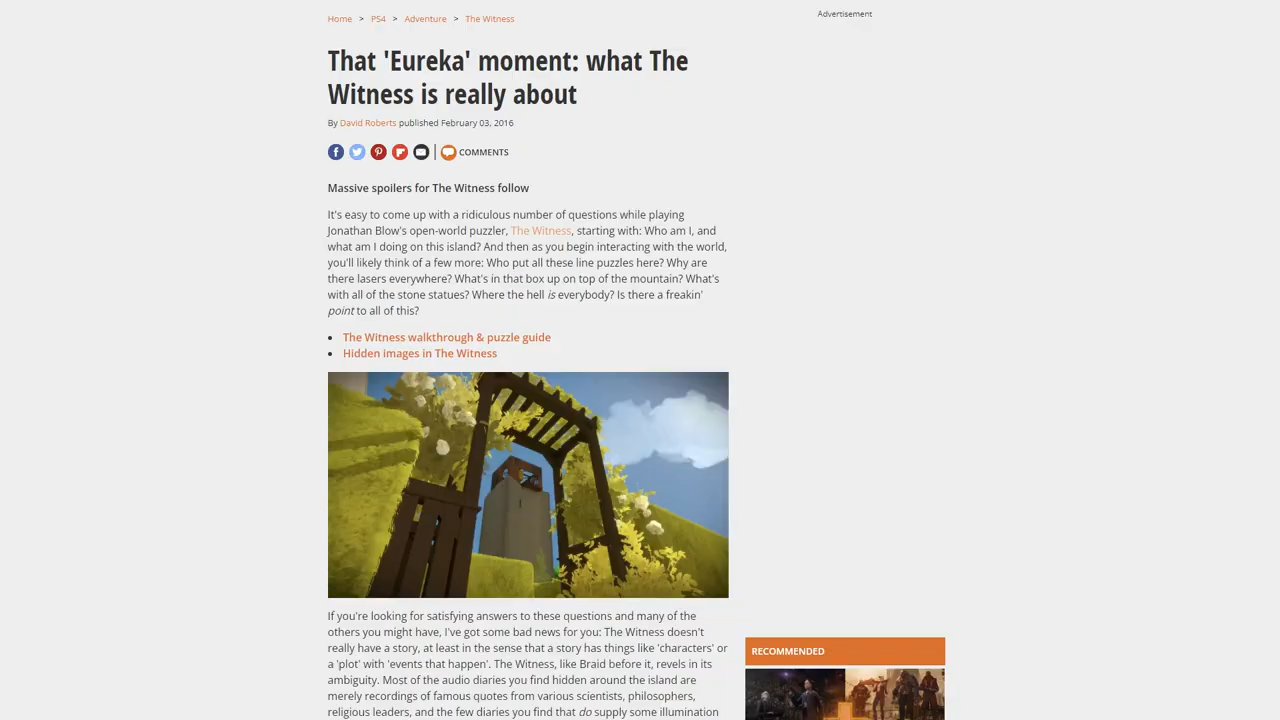 Home > PS4 > Adventure > The Witness
Advertisement
That 'Eureka' moment: what The
Witness is really about
By David Roberts published February 03, 2016
COMMENTS
Massive spoilers for The Witness follow
It's easy to come up with a ridiculous number of questions while playing
Jonathan Blow's open-world puzzler, The Witness, starting with: Who am I, and
what am I doing on this island? And then as you begin interacting with the world,
you'll likely think of a few more: Who put all these line puzzles here? Why are
there lasers everywhere? What's in that box up on top of the mountain? What's
with all of the stone statues? Where the hell is everybody? Is there a freakin'
point to all of this?
• The Witness walkthrough & puzzle guide
• Hidden images in The Witness
If you're looking for satisfying answers to these questions and many of the
others you might have, I've got some bad news for you: The Witness doesn't
really have a story, at least in the sense that a story has things like 'characters' or
a 'plot' with 'events that happen'. The Witness, like Braid before it, revels in its
ambiguity. Most of the audio diaries you find hidden around the island are
merely recordings of famous quotes from various scientists, philosophers,
religious leaders, and the few diaries you find that do supply some illumination
RECOMMENDED